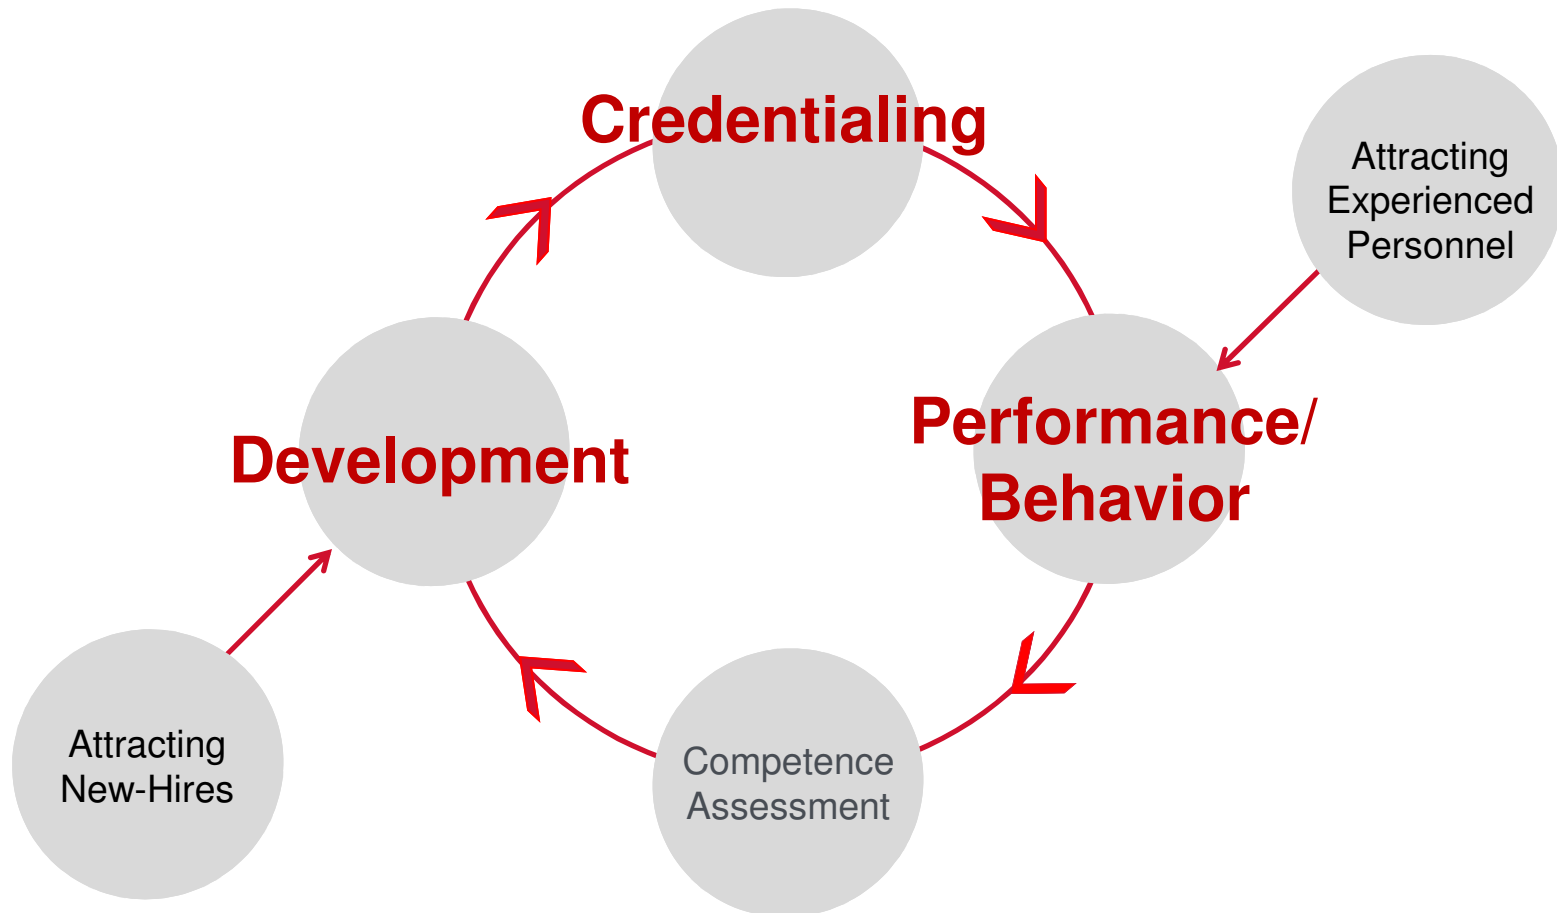 Credentialing
Attracting
Experienced
Personnel
Performance/
Behavior
Development
Attracting
New-Hires
Competence
Assessment